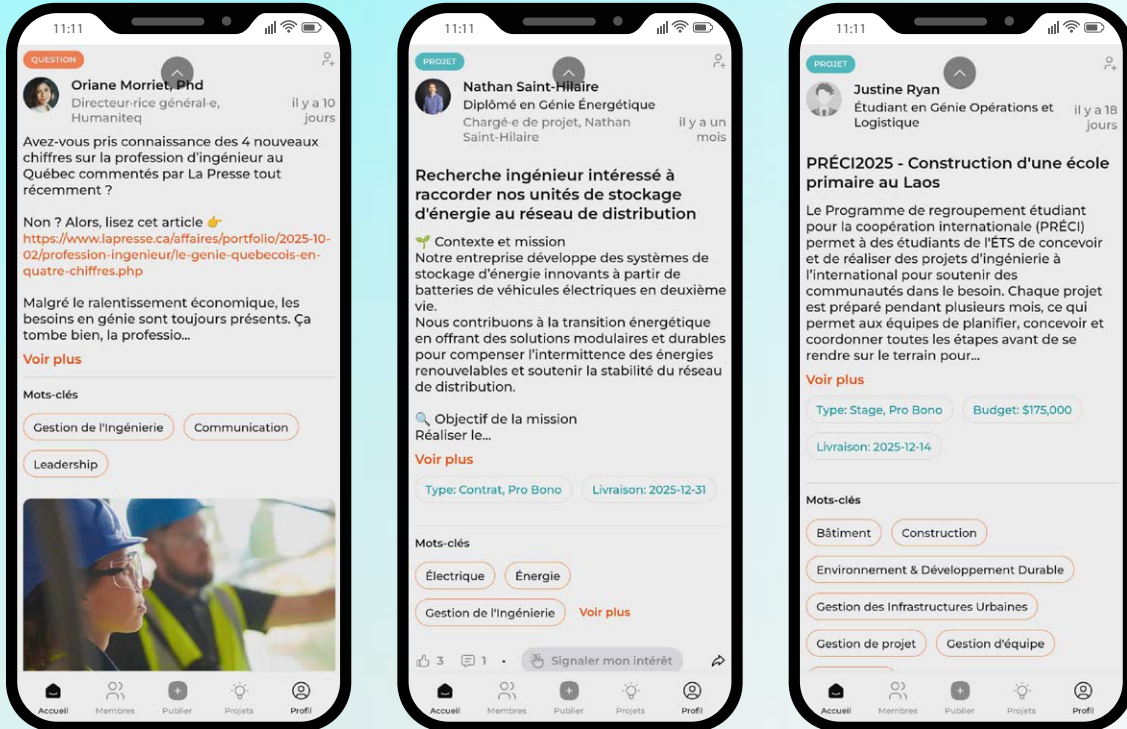 11:11
QUESTION
Oriane Morriet, Phd
Directeur·rice général·e,
Humaniteq
il y a 10
jours
Avez-vous pris connaissance des 4 nouveaux
chiffres sur la profession d'ingénieur au
Québec commentés par La Presse tout
récemment ?
Non ? Alors, lisez cet article 👉
https://www.lapresse.ca/affaires/portfolio/2025-10-
02/profession-ingenieur/le-genie-quebecois-en-
quatre-chiffres.php
Malgré le ralentissement économique, les
besoins en génie sont toujours présents. Ça
tombe bien, la professio...
Voir plus
Mots-clés
Gestion de l'Ingénierie
Communication
Leadership
Accueil
Membres
Publier
Projets
Profil
11:11
PROJET
Nathan Saint-Hilaire
Diplômé en Génie Énergétique
Chargé·e de projet, Nathan
Saint-Hilaire
il y a un
mois
Recherche ingénieur intéressé à
raccorder nos unités de stockage
d'énergie au réseau de distribution
🌱 Contexte et mission
Notre entreprise développe des systèmes de
stockage d'énergie innovants à partir de
batteries de véhicules électriques en deuxième
vie.
Nous contribuons à la transition énergétique
en offrant des solutions modulaires et durables
pour compenser l'intermittence des énergies
renouvelables et soutenir la stabilité du réseau
de distribution.
🔍 Objectif de la mission
Réaliser le...
Voir plus
Type: Contrat, Pro Bono
Livraison: 2025-12-31
Mots-clés
Électrique
Énergie
Gestion de l'Ingénierie
Voir plus
3
1
Signaler mon intérêt
Accueil
Membres
Publier
Projets
Profil
11:11
PROJET
Justine Ryan
Étudiant en Génie Opérations et
Logistique
il y a 18
jours
PRÉCI2025 - Construction d'une école
primaire au Laos
Le Programme de regroupement étudiant
pour la coopération internationale (PRÉCI)
permet à des étudiants de l'ÉTS de concevoir
et de réaliser des projets d'ingénierie à
l'international pour soutenir des
communautés dans le besoin. Chaque projet
est préparé pendant plusieurs mois, ce qui
permet aux équipes de planifier, concevoir et
coordonner toutes les étapes avant de se
rendre sur le terrain pour...
Voir plus
Type: Stage, Pro Bono
Budget: $175,000
Livraison: 2025-12-14
Mots-clés
Bâtiment
Construction
Environnement & Développement Durable
Gestion des Infrastructures Urbaines
Gestion de projet
Gestion d'équipe
Accueil
Membres
Publier
Projets
Profil